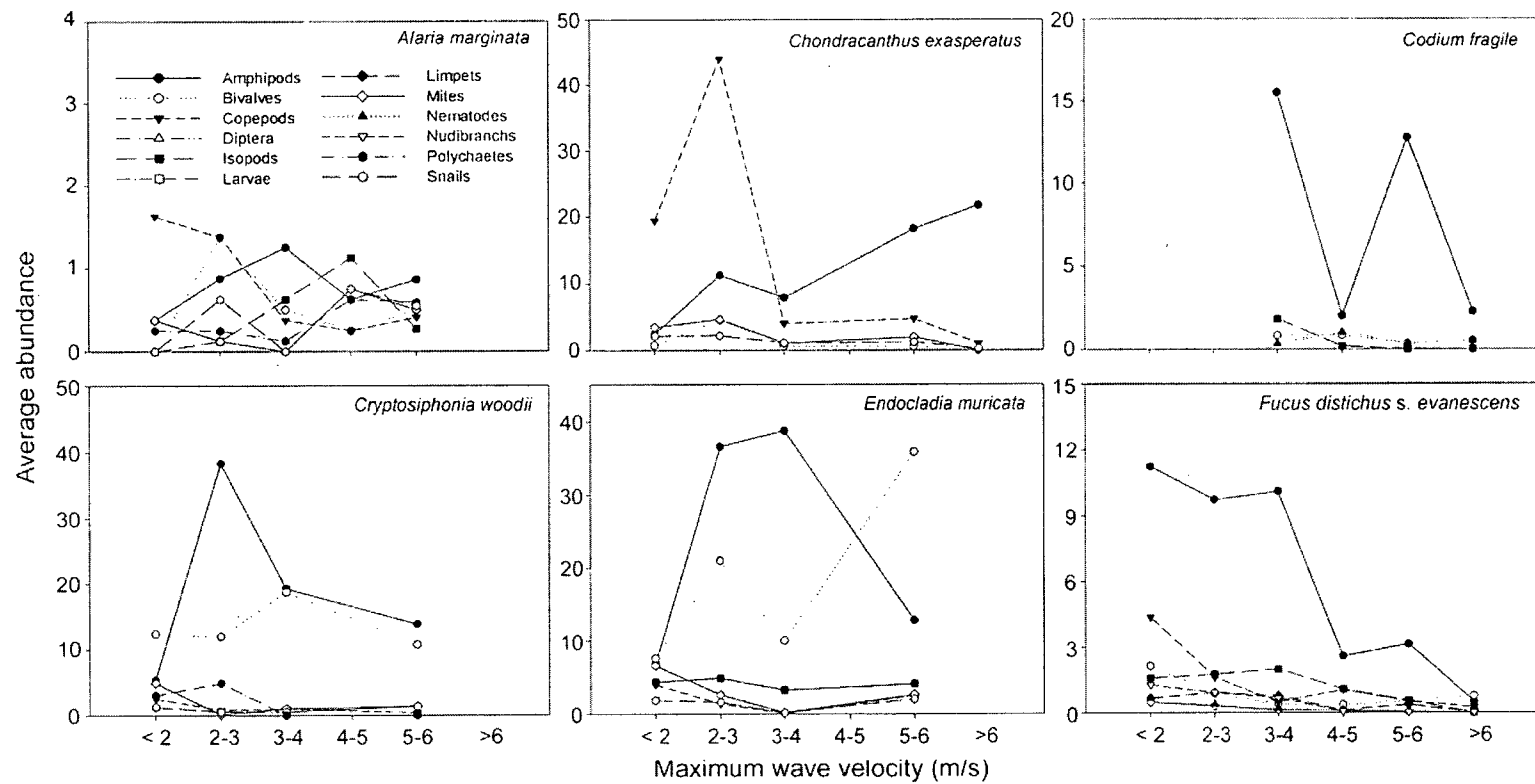 4
3
2
1
0
Alaria marginata
Amphipods
Bivalves
Copepods
Diptera
Isopods
Larvae
Limpets
Mites
Nematodes
Nudibranchs
Polychaetes
Snails
50
40
30
20
10
0
Chondracanthus exasperatus
20
15
10
5
0
Codium fragile
Average abundance
50
40
30
20
10
0
Cryptosiphonia woodii
< 2 2-3 3-4 4-5 5-6 >6
40
30
20
10
0
Endocladia muricata
< 2 2-3 3-4 4-5 5-6 >6
15
12
9
6
3
0
Fucus distichus s. evanescens
< 2 2-3 3-4 4-5 5-6 >6
Maximum wave velocity (m/s)